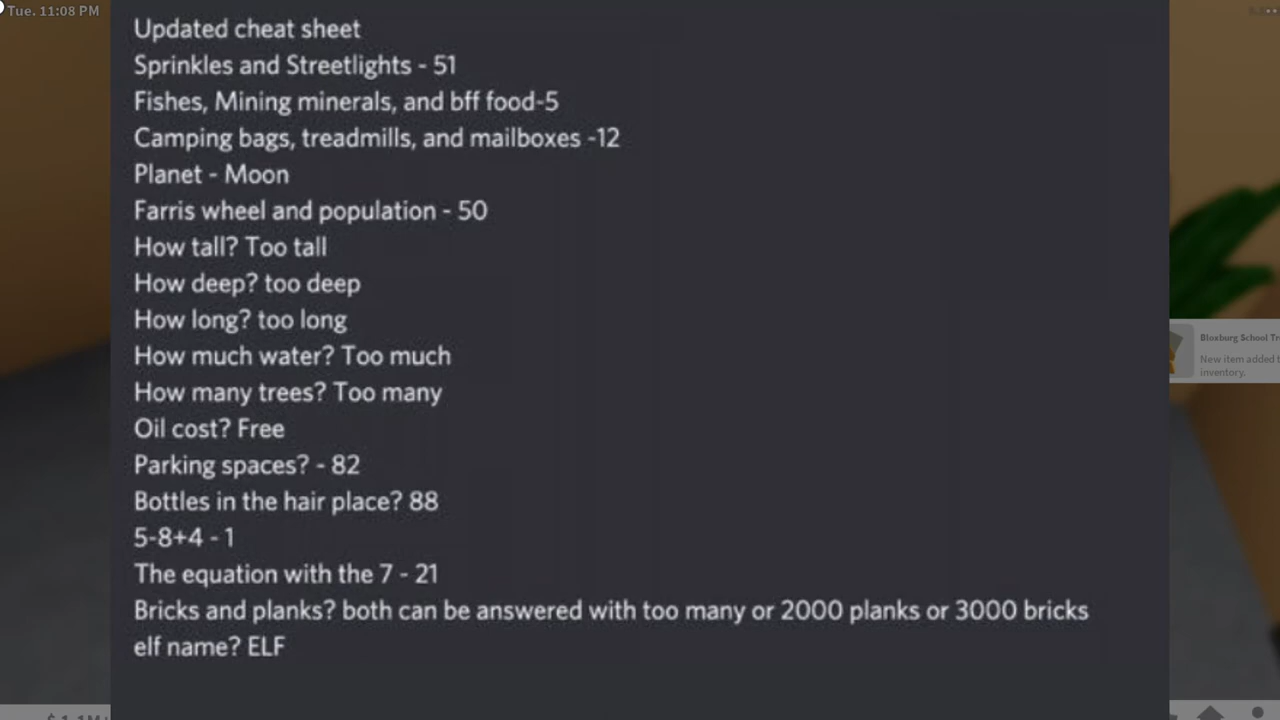 Tue. 11:08 PM
Updated cheat sheet
Sprinkles and Streetlights - 51
Fishes, Mining minerals, and bff food-5
Camping bags, treadmills, and mailboxes -12
Planet - Moon
Farris wheel and population - 50
How tall? Too tall
How deep? too deep
How long? too long
How much water? Too much
How many trees? Too many
Oil cost? Free
Parking spaces? - 82
Bottles in the hair place? 88
5-8+4 - 1
The equation with the 7 - 21
Bricks and planks? both can be answered with too many or 2000 planks or 3000 bricks
elf name? ELF
Bloxburg School Tr
New item added t
inventory.